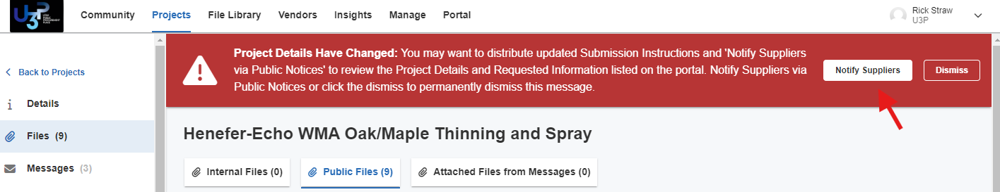 U3P UTAH PUBLIC PROCUREMENT PLACE
Community Projects File Library Vendors Insights Manage Portal
Rick Straw
U3P
Back to Projects
Details
Files (9)
Messages (3)
Project Details Have Changed: You may want to distribute updated Submission Instructions and 'Notify Suppliers
via Public Notices' to review the Project Details and Requested Information listed on the portal. Notify Suppliers via
Public Notices or click the dismiss to permanently dismiss this message.
Notify Suppliers
Dismiss
Henefer-Echo WMA Oak/Maple Thinning and Spray
Internal Files (0)
Public Files (9)
Attached Files from Messages (0)